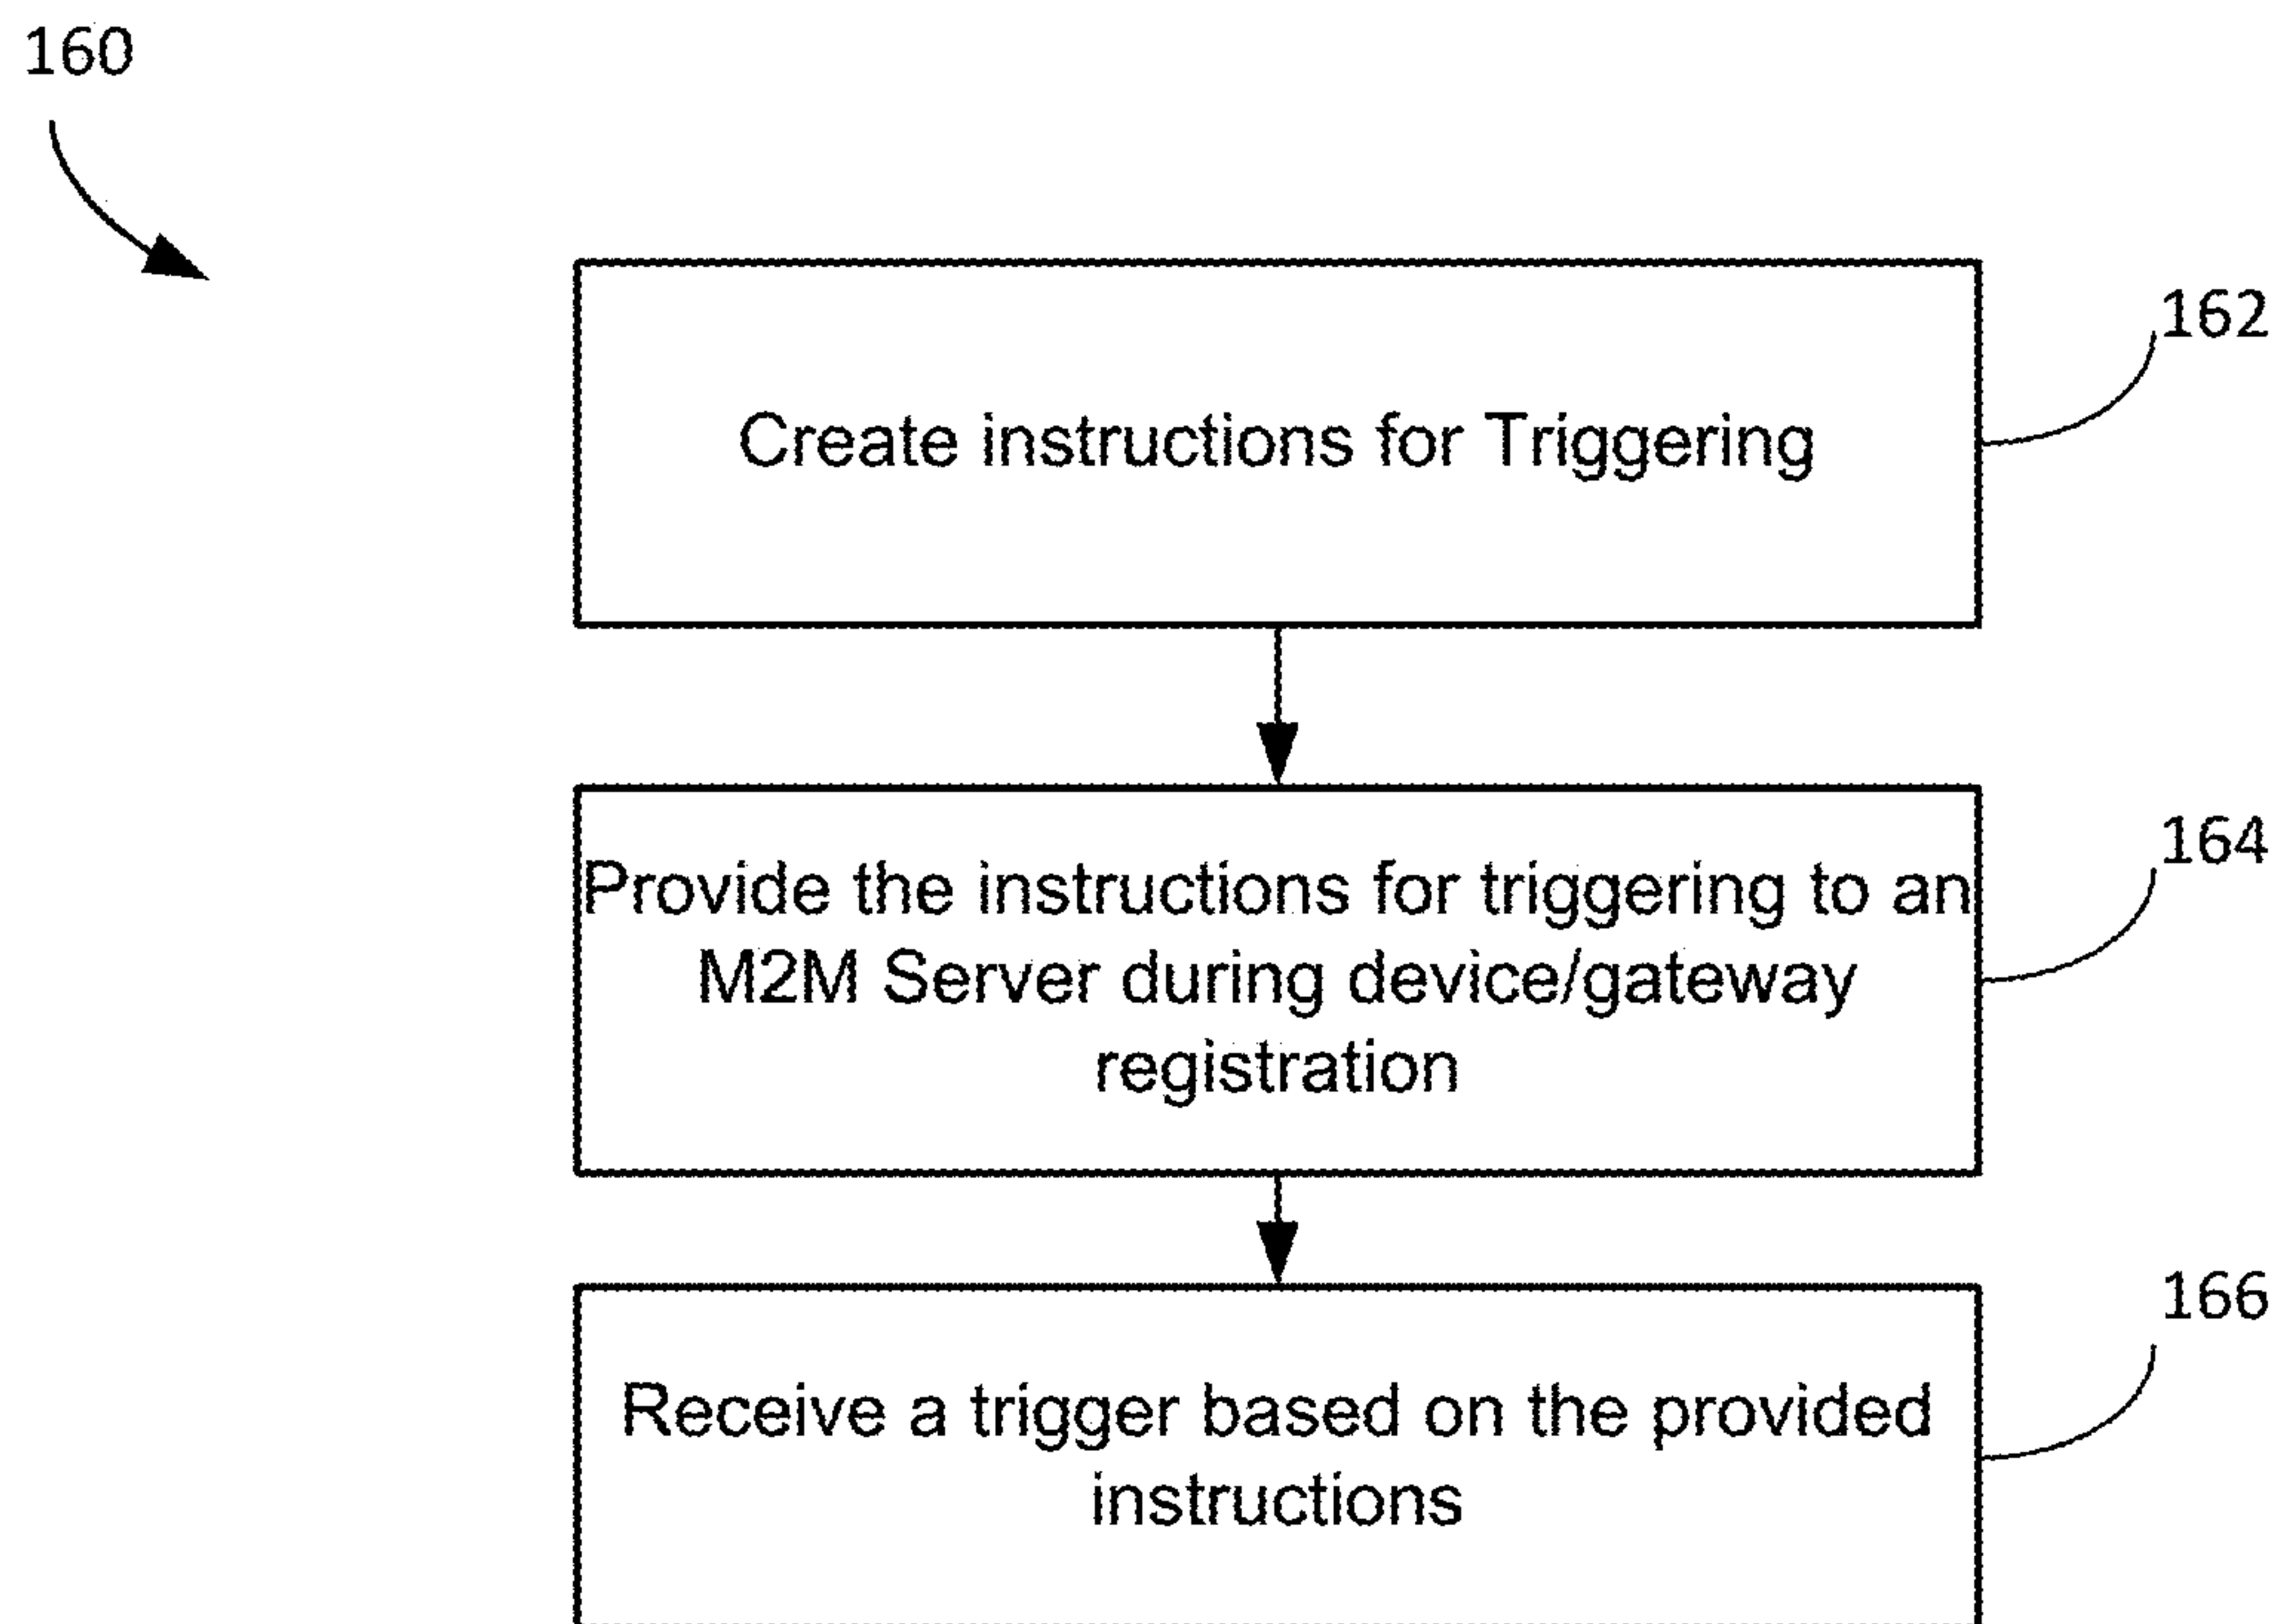 160
162
Create instructions for Triggering
164
Provide the instructions for triggering to an
M2M Server during device/gateway
registration
166
Receive a trigger based on the provided
instructions